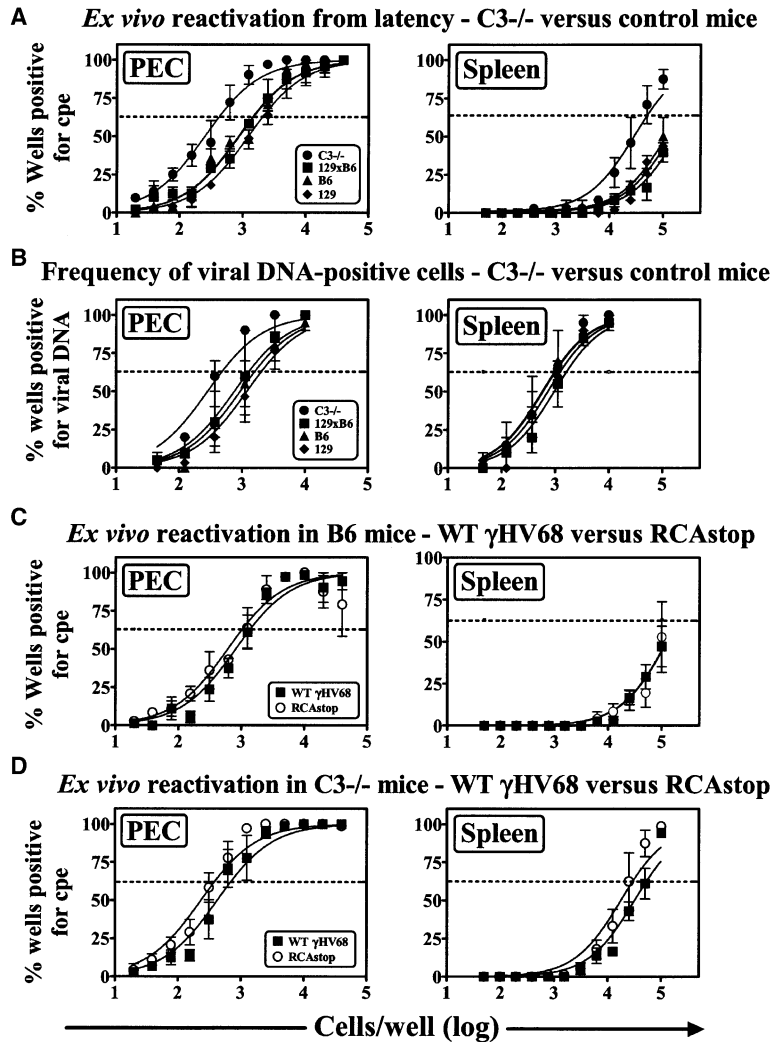 A
Ex vivo reactivation from latency - C3-/- versus control mice
% Wells positive
for cpe
100
75
50
25
0
PEC
C3-/-
129xB6
B6
129
1 2 3 4 5
100
75
50
25
0
Spleen
1 2 3 4 5
B
Frequency of viral DNA-positive cells - C3-/- versus control mice
% wells positive
for viral DNA
100
75
50
25
0
PEC
C3-/-
129xB6
B6
129
1 2 3 4 5
100
75
50
25
0
Spleen
1 2 3 4 5
C
Ex vivo reactivation in B6 mice - WT γHV68 versus RCAstop
% Wells positive
for cpe
100
75
50
25
0
PEC
WT γHV68
RCAstop
1 2 3 4 5
100
75
50
25
0
Spleen
1 2 3 4 5
D
Ex vivo reactivation in C3-/- mice - WT γHV68 versus RCAstop
% wells positive
for cpe
100
75
50
25
0
PEC
WT γHV68
RCAstop
1 2 3 4 5
100
75
50
25
0
Spleen
1 2 3 4 5
Cells/well (log)